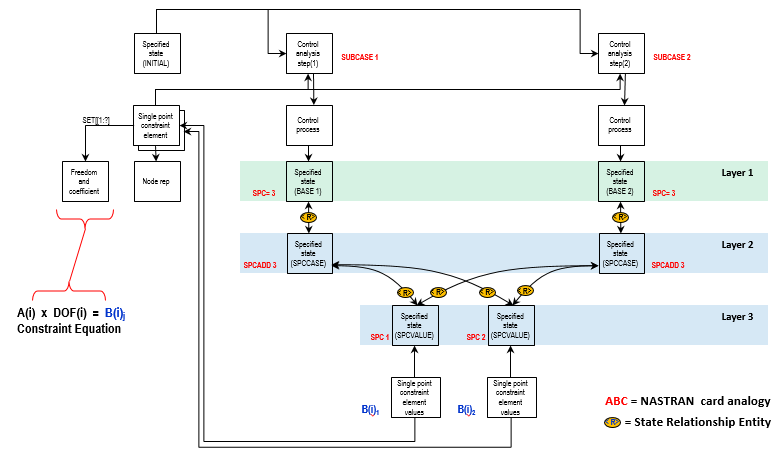 Specified
state
(INITIAL)
Control
analysis
step(1)
SUBCASE 1
Control
analysis
step(2)
SUBCASE 2
SET[[1:?]
Single point
constraint
element
Control
process
Control
process
Freedom
and
coefficient
Node rep
Specified
state
(BASE 1)
SPC= 3
Specified
state
(BASE 2)
SPC= 3
Layer 1
<R>
<R>
Specified
state
(SPCCASE)
SPCADD 3
Specified
state
(SPCCASE)
SPCADD 3
Layer 2
<R>
<R>
<R>
<R>
A(i) x DOF(i) = B(i)j
Constraint Equation
Specified
state
(SPCVALUE)
SPC 1
Specified
state
(SPCVALUE)
SPC 2
Layer 3
Single point
constraint
element
values
B(i)1
Single point
constraint
element
values
B(i)2
ABC = NASTRAN card analogy
<R> = State Relationship Entity